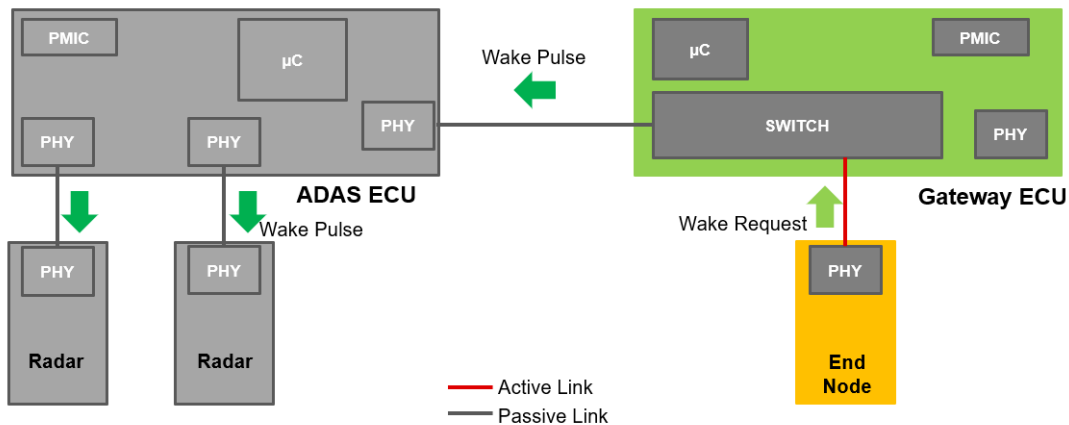 PMIC
µC
PHY
PHY
PHY
ADAS ECU
Wake Pulse
µC
PMIC
SWITCH
PHY
Gateway ECU
Wake Pulse
Wake Request
PHY
Radar
PHY
Radar
PHY
End
Node
Active Link
Passive Link